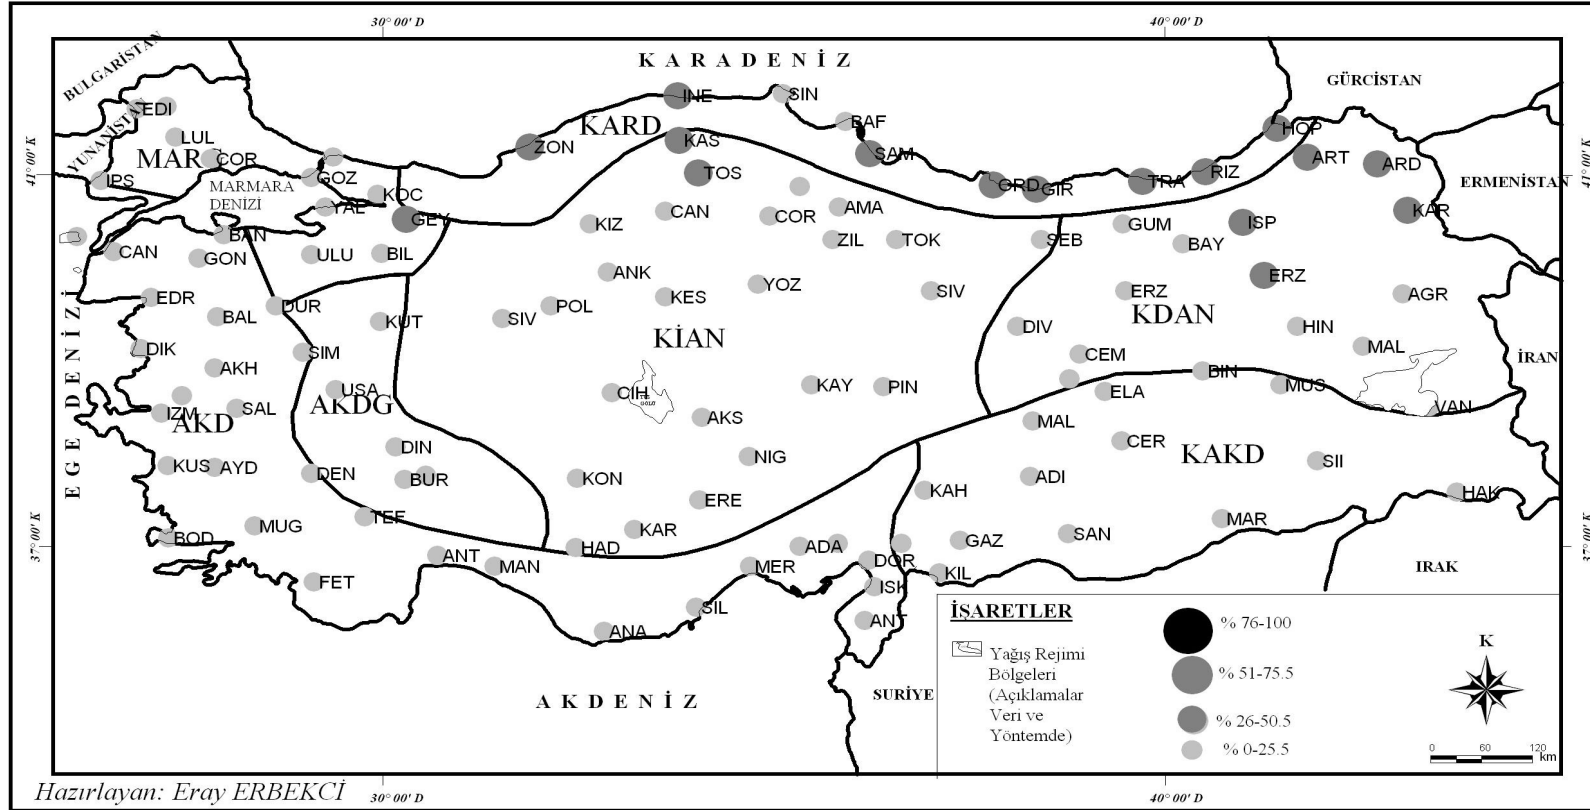 30° 00' D
40° 00' D
K A R A D E N İ Z
BULGARİSTAN
GÜRCİSTAN
YUNANİSTAN
ERMENİSTAN
İRAN
IRAK
SURİYE
A K D E N İ Z
E G E D E N İ Z İ
MARMARA
DENİZİ
41° 00' K
41° 00' K
37° 00' K
37° 00' K
MAR
KARD
KİAN
KDAN
AKD
AKDG
KAKD
EDI
LUL
COR
IPS
GOZ
KOC
YAL
GEY
BAN
CAN
GON
ULU
BIL
EDR
BAL
DUR
KUT
DIK
AKH
SIM
USA
IZM
SAL
KUS
AYD
DEN
DIN
BUR
BOD
MUG
TEF
FET
ANT
MAN
HAD
ANA
SIL
MER
ADA
DOR
ISK
ANT
KIL
GAZ
KAH
SAN
MAR
HAK
SII
ADI
CER
MAL
ELA
BIN
MUS
VAN
CEM
DIV
HIN
MAL
AGR
ERZ
ERZ
ISP
BAY
GUM
SEB
KAR
ARD
ART
HOP
RIZ
TRA
GIR
ORD
SAM
BAF
SIN
INE
ZON
KAS
TOS
CAN
KIZ
COR
AMA
ZIL
TOK
ANK
KES
YOZ
SIV
SIV
POL
CIH
KAY
PIN
AKS
NIG
KON
ERE
KAR
İŞARETLER
Yağış Rejimi
Bölgeleri
(Açıklamalar
Veri ve
Yöntemde)
% 76-100
% 51-75.5
% 26-50.5
% 0-25.5
K
0 60 120
km
Hazırlayan: Eray ERBEKCİ
30° 00' D
40° 00' D